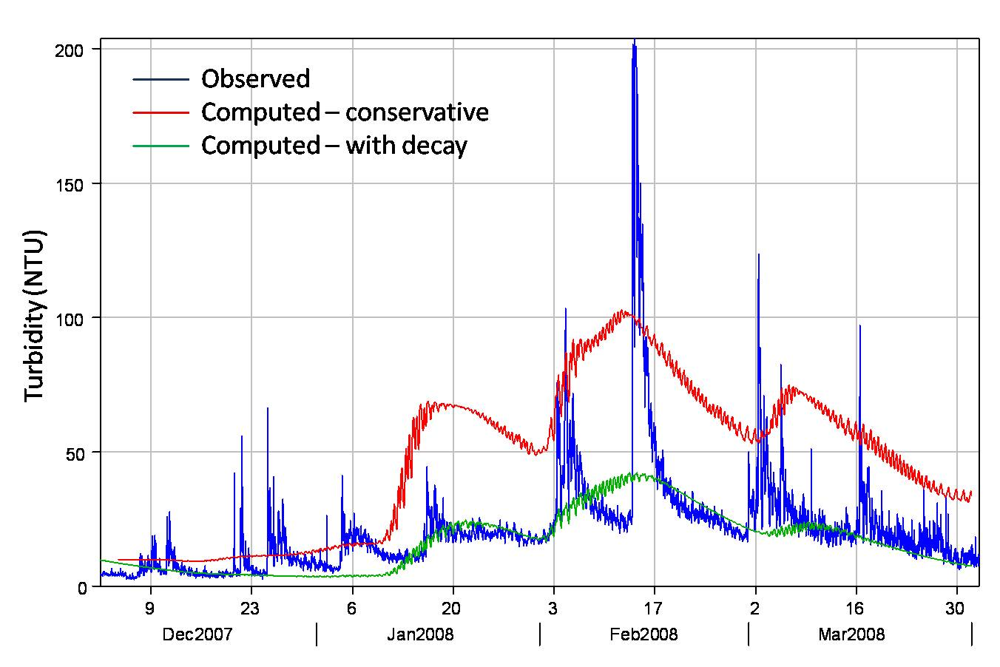 200
150
100
50
0
Turbidity (NTU)
Observed
Computed – conservative
Computed – with decay
9 23 6 20 3 17 2 16 30
Dec2007 Jan2008 Feb2008 Mar2008